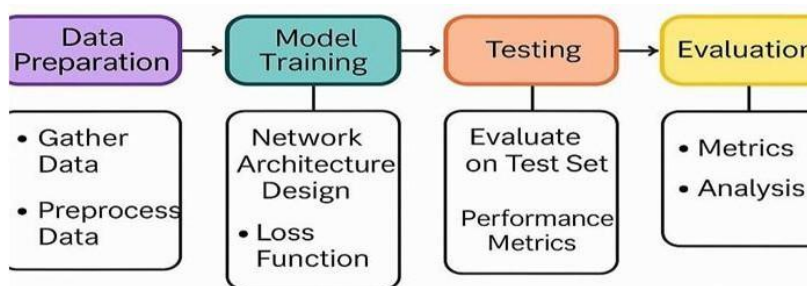 Data
Preparation
Model
Training
Testing
Evaluation
• Gather
Data
• Preprocess
Data
Network
Architecture
Design
• Loss
Function
Evaluate
on Test Set
Performance
Metrics
• Metrics
• Analysis